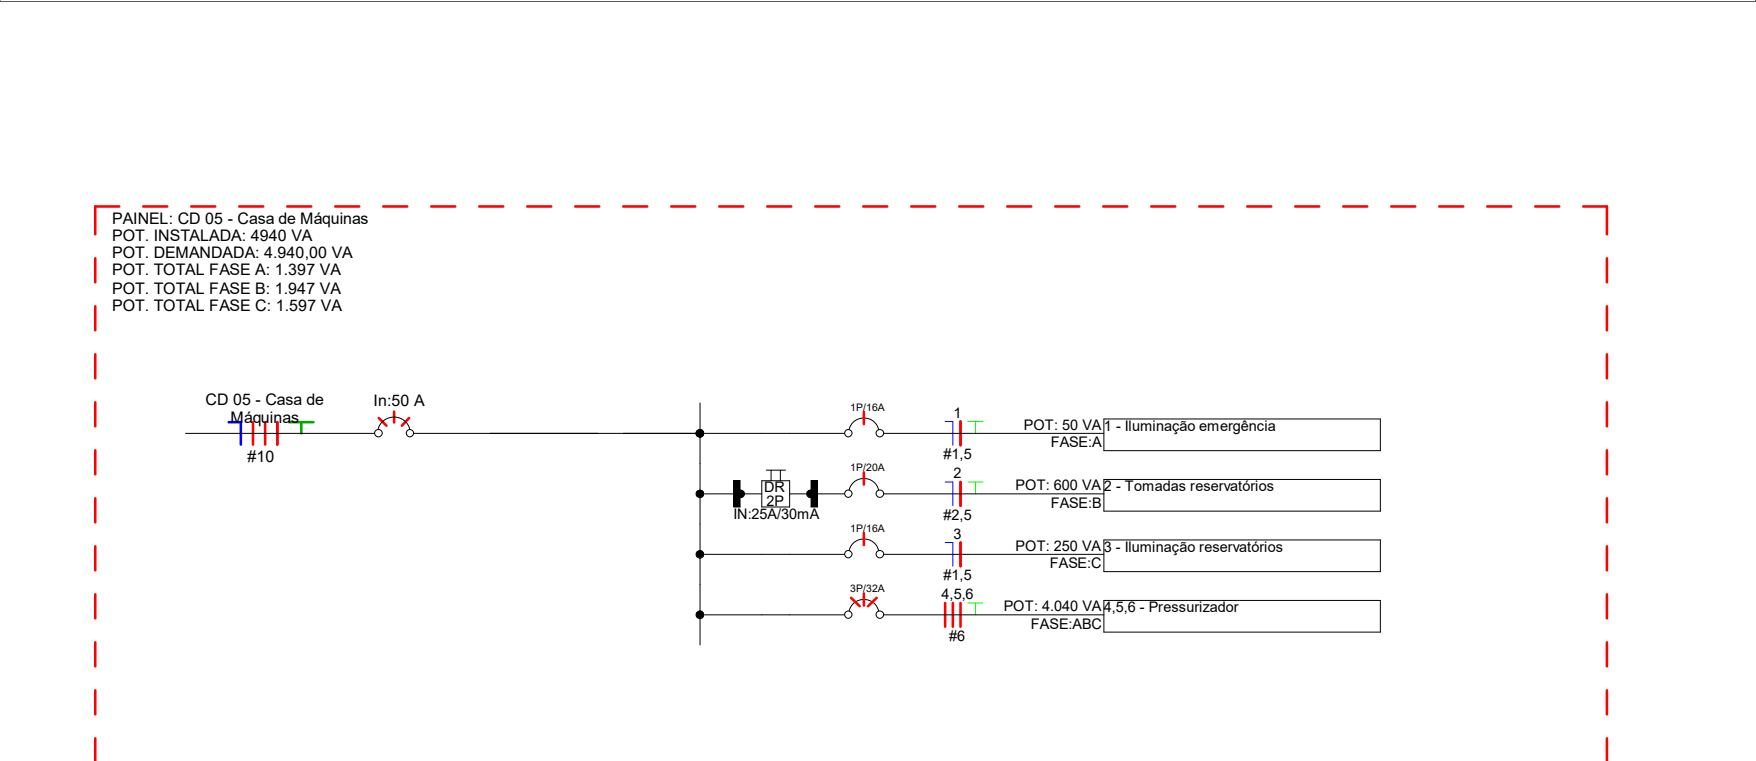 PAINEL: CD 05 - Casa de Máquinas
POT. INSTALADA: 4940 VA
POT. DEMANDADA: 4.940,00 VA
POT. TOTAL FASE A: 1.397 VA
POT. TOTAL FASE B: 1.947 VA
POT. TOTAL FASE C: 1.597 VA
CD 05 - Casa de
Máquinas
#10
In:50 A
1P/16A
1
#1,5
POT: 50 VA
FASE:A
1 - Iluminação emergência
DR
2P
IN:25A/30mA
1P/20A
2
#2,5
POT: 600 VA
FASE:B
2 - Tomadas reservatórios
1P/16A
3
#1,5
POT: 250 VA
FASE:C
3 - Iluminação reservatórios
3P/32A
4,5,6
#6
POT: 4.040 VA
FASE:ABC
4,5,6 - Pressurizador